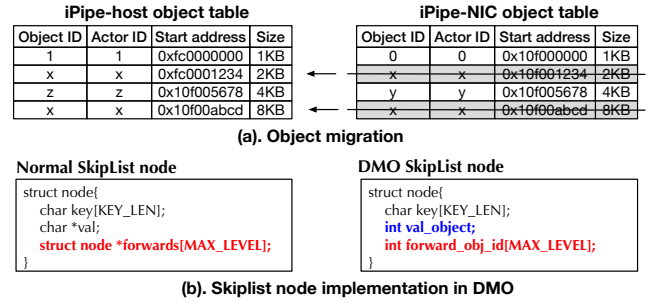 iPipe-host object table
Object ID Actor ID Start address Size
1 1 0xfc0000000 1KB
x x 0xfc0001234 2KB
z z 0x10f005678 4KB
x x 0x10f00abcd 8KB
iPipe-NIC object table
Object ID Actor ID Start address Size
0 0 0x10f000000 1KB
x x 0x10f001234 2KB
y y 0x10f005678 4KB
x x 0x10f00abcd 8KB
(a). Object migration
Normal SkipList node
struct node{
char key[KEY_LEN];
char *val;
struct node *forwards[MAX_LEVEL];
}
DMO SkipList node
struct node{
char key[KEY_LEN];
int val_object;
int forward_obj_id[MAX_LEVEL];
}
(b). Skiplist node implementation in DMO